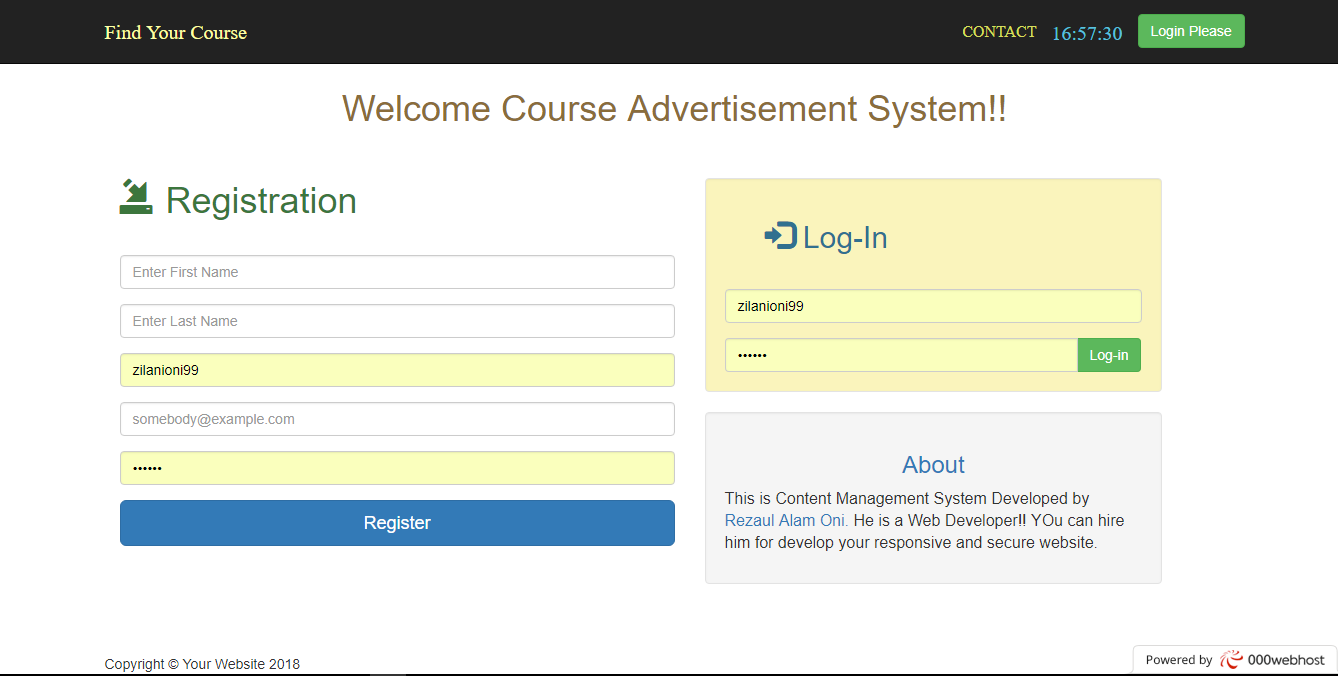 Find Your Course
CONTACT
16:57:30
Login Please
Welcome Course Advertisement System!!
Registration
Enter First Name
Enter Last Name
zilanioni99
somebody@example.com
••••••
Register
Log-In
zilanioni99
••••••
Log-in
About
This is Content Management System Developed by
Rezaul Alam Oni. He is a Web Developer!! YOu can hire
him for develop your responsive and secure website.
Copyright © Your Website 2018
Powered by 000webhost